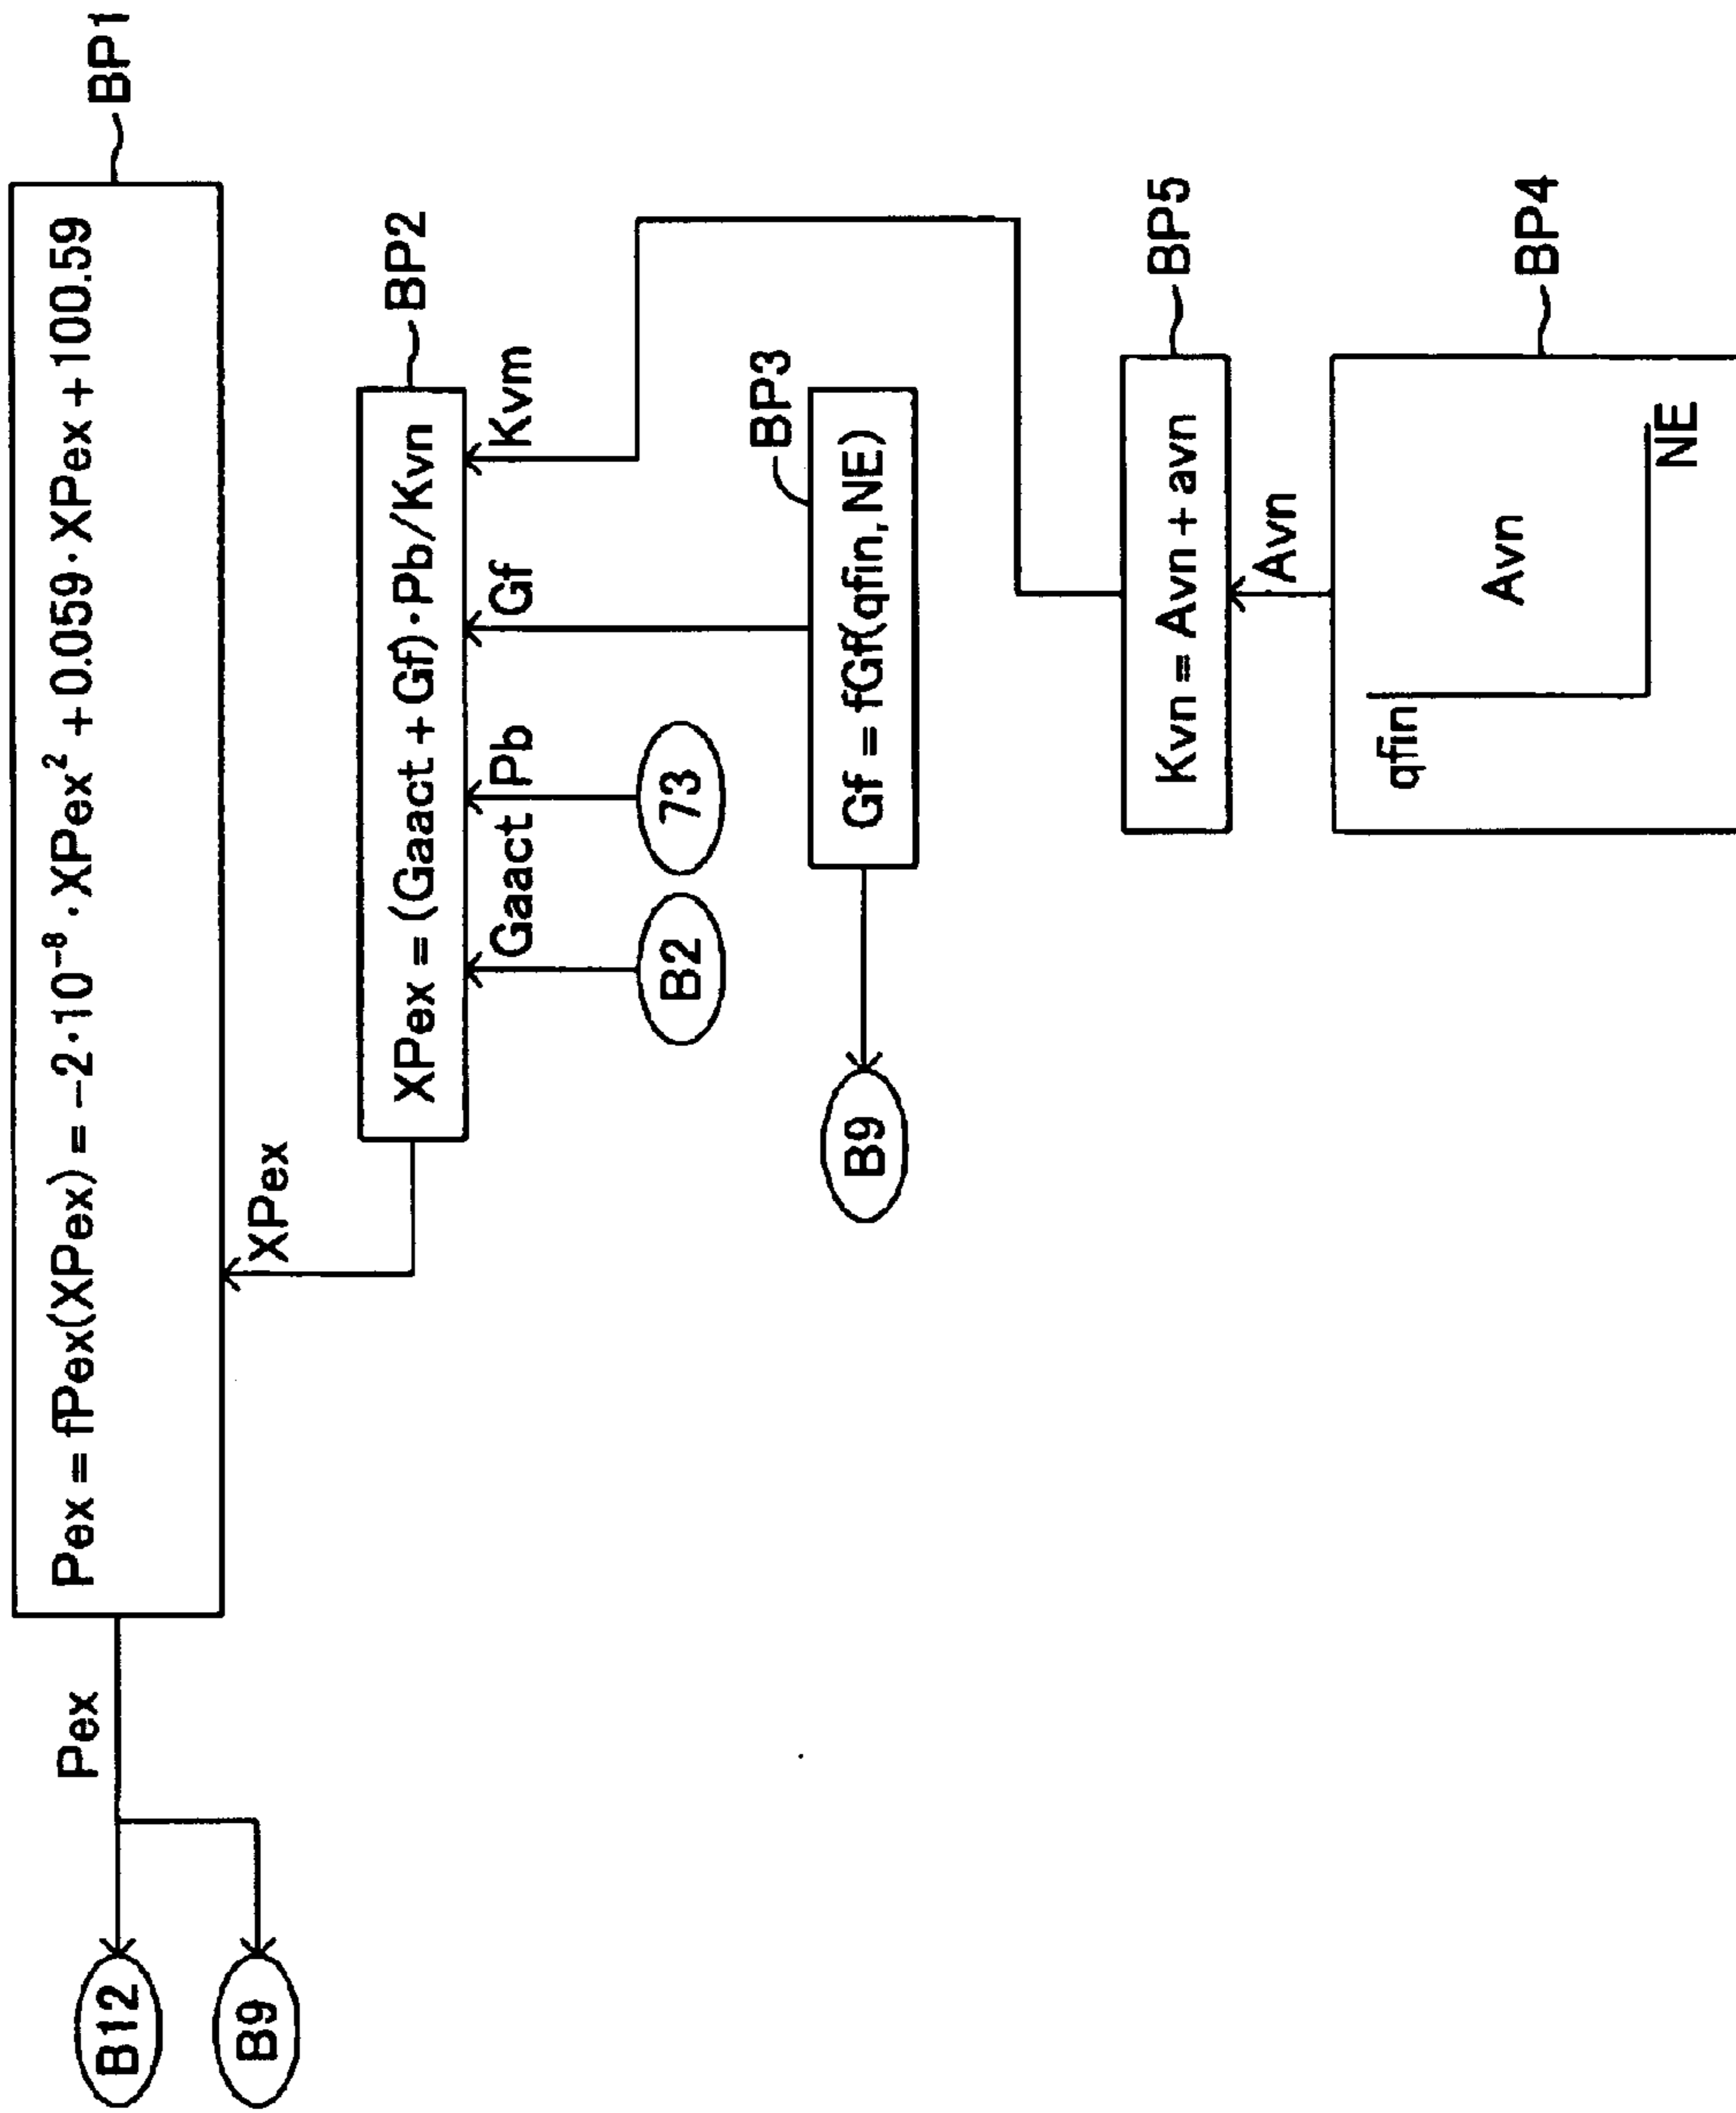 BP1
Pex = fPex(XPex) = −2·10⁻⁸·XPex² + 0.059·XPex + 100.59
Pex
B12
B9
XPex
BP2
XPex = (Gaact + Gf)·Pb/Kvn
Gaact
Pb
Gf
Kvm
B2
73
BP3
Gf = fGf(qfin, NE)
B9
BP5
Kvn = Avn + avn
Avn
BP4
qfin
Avn
NE